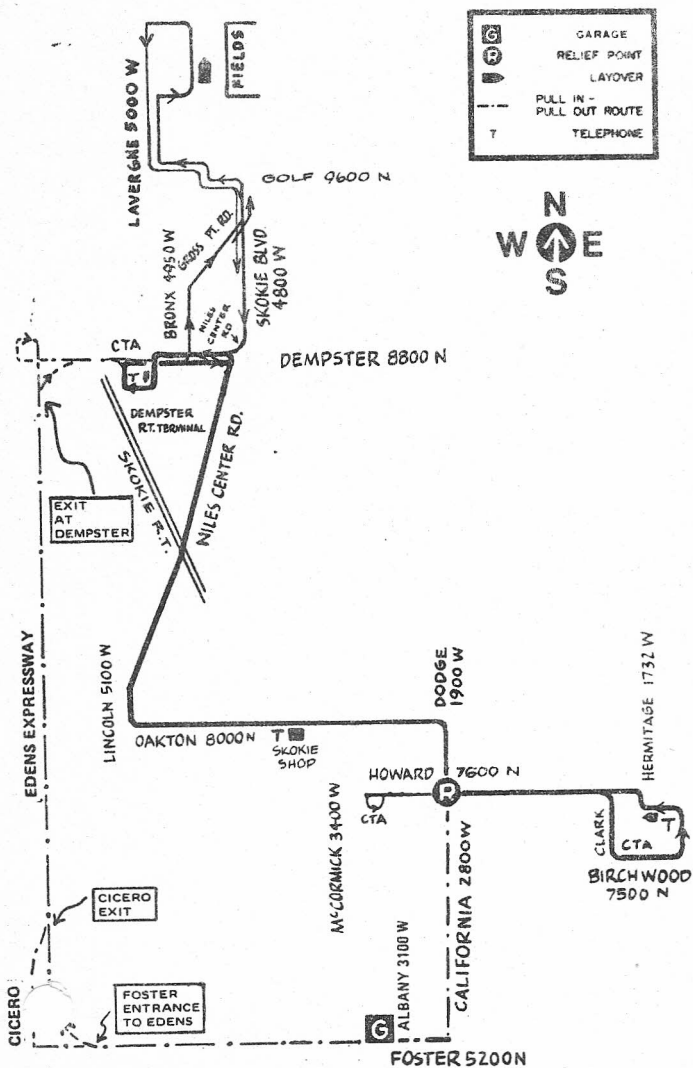 G GARAGE
R RELIEF POINT
LAYOVER
PULL IN -
PULL OUT ROUTE
T TELEPHONE
N
W E
S
FIELDS
LAVERGNE 5000 W
GOLF 9600 N
BRONX 4950 W
GROSS PT. RD.
SKOKIE BLVD.
4800 W
NILES
CENTER
RD
CTA
T
DEMPSTER 8800 N
DEMPSTER
R.T. TERMINAL
SKOKIE R.T.
NILES CENTER RD.
EXIT
AT
DEMPSTER
EDENS EXPRESSWAY
LINCOLN 5100 W
OAKTON 8000 N
T
SKOKIE
SHOP
DODGE
1900 W
HERMITAGE 1732 W
HOWARD 7600 N
R
CTA
McCORMICK 3400 W
CLARK
T
CTA
BIRCHWOOD
7500 N
CALIFORNIA 2800W
CICERO
EXIT
CICERO
FOSTER
ENTRANCE
TO EDENS
G
ALBANY 3100 W
FOSTER 5200N